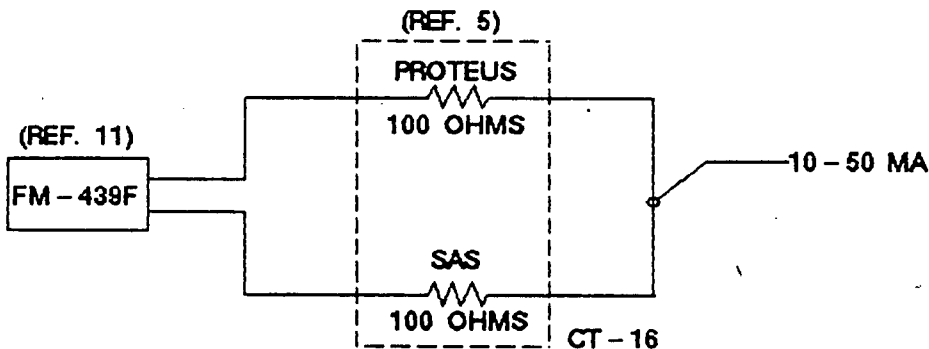 (REF. 5)
PROTEUS
100 OHMS
(REF. 11)
FM-439F
10-50 MA
SAS
100 OHMS
CT-16